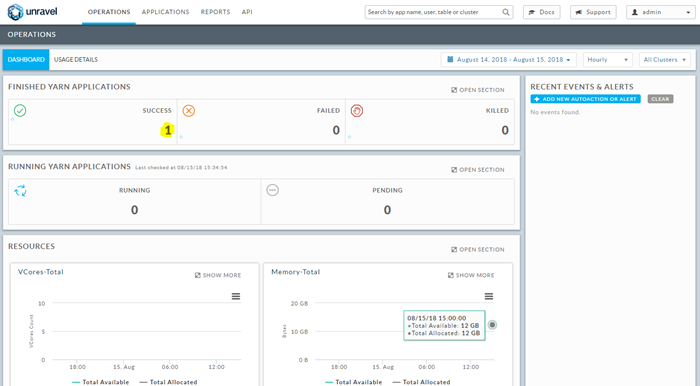 unravel OPERATIONS APPLICATIONS REPORTS API Search by app name, user, table or cluster Docs Support admin
OPERATIONS
DASHBOARD USAGE DETAILS August 14, 2018 - August 15, 2018 Hourly All Clusters
FINISHED YARN APPLICATIONS OPEN SECTION
SUCCESS FAILED KILLED
1 0 0
RUNNING YARN APPLICATIONS Last checked at 08/15/18 15:34:54 OPEN SECTION
RUNNING PENDING
0 0
RESOURCES OPEN SECTION
VCores-Total SHOW MORE
VCores Count
10
5
0
18:00 15. Aug 06:00 12:00
Total Available Total Allocated
Memory-Total SHOW MORE
Bytes
20 GB
10 GB
0 B
08/15/18 15:00:00
Total Available: 12 GB
Total Allocated: 12 GB
18:00 15. Aug 06:00 12:00
Total Available Total Allocated
RECENT EVENTS & ALERTS
+ ADD NEW AUTOACTION OR ALERT CLEAR
No events found.